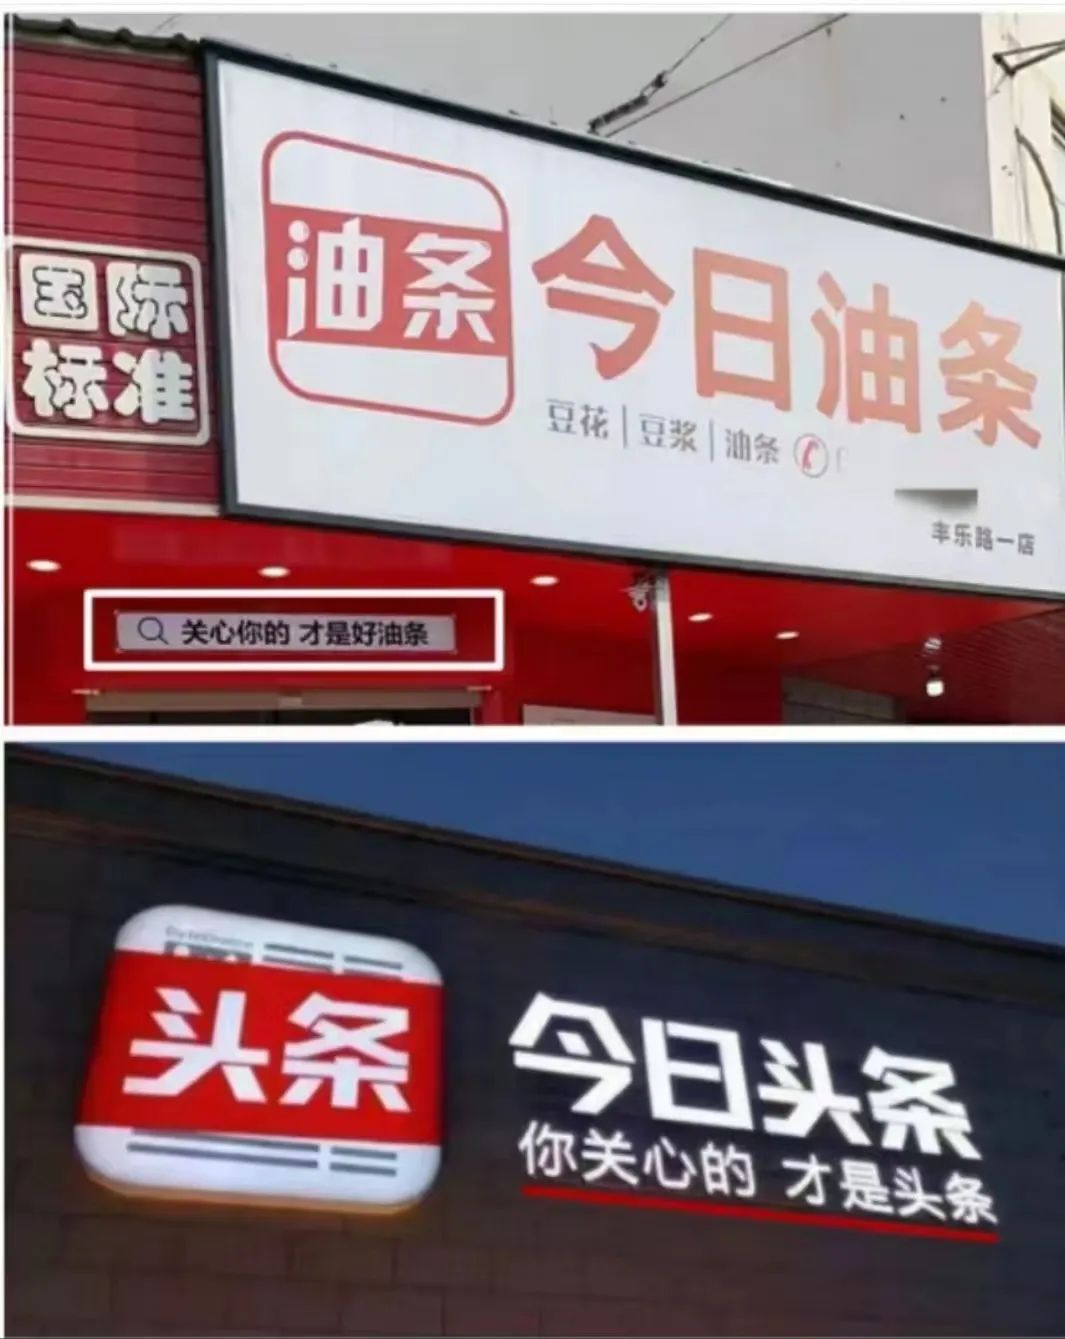 国际
标准
油条
今日油条
豆花|豆浆|油条
丰乐路一店
关心你的 才是好油条
头条
今日头条
你关心的 才是头条